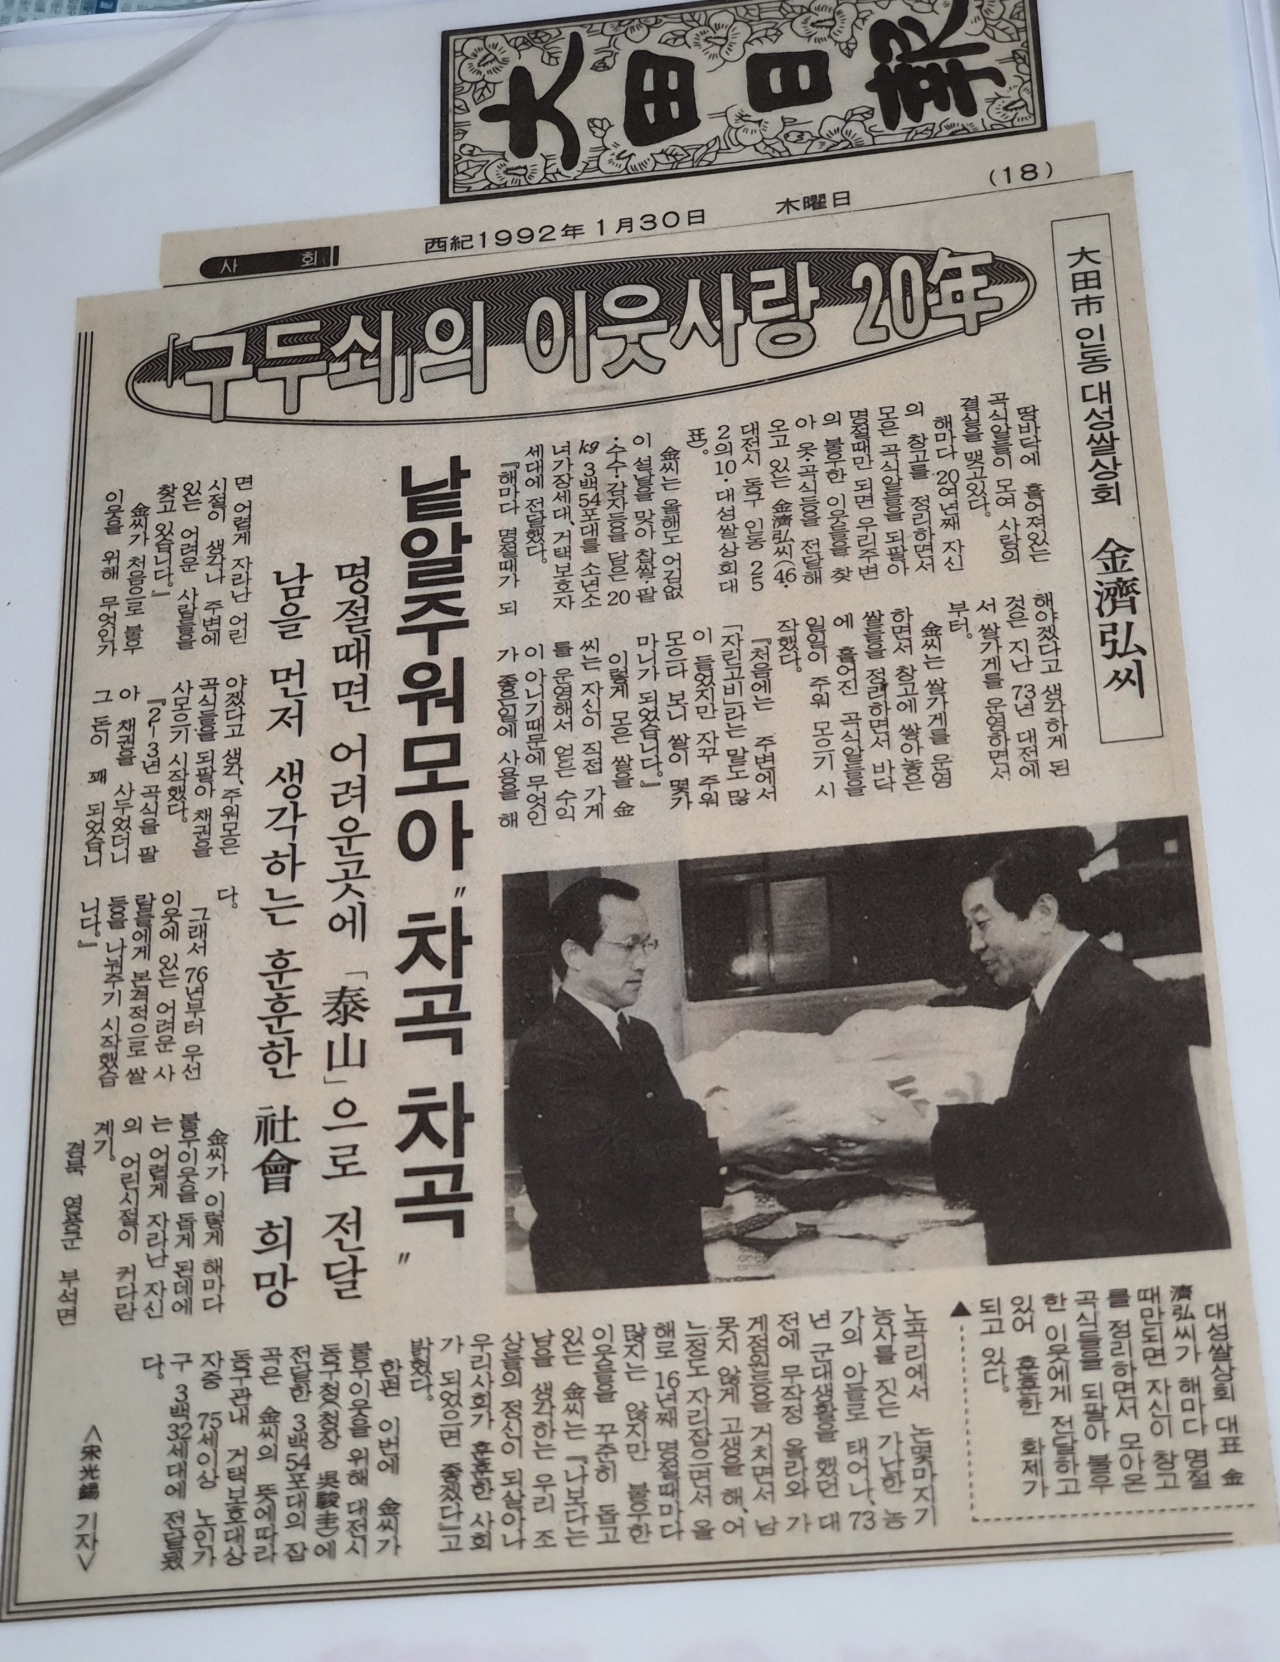 大田日報
西紀1992年 1月30日 木曜日 (18)
사 회
「구두쇠」의 이웃사랑 20年
大田市 인동 대성쌀상회 金濟弘씨
낱알주워모아 "차곡 차곡"
명절때면 어려운곳에 「泰山」으로 전달
남을 먼저 생각하는 훈훈한 社會 희망
땅바닥에 흩어져있는
곡식알들이 모여 사랑의
결실을 맺고있다.
해마다 20여년째 자신
의 창고를 정리하면서
모은 곡식알들을 되팔아
명절때만 되면 우리주변
의 불우한 이웃들을 찾
아 옷·곡식등을 전달해
오고 있는 金濟弘씨(46·
대전시 동구 인동 25
2의10·대성쌀상회대
표).
金씨는 올해도 어김없
이 설날을 맞아 찹쌀·팥
·수수·감자등을 담은 20
kg 3백54포대를 소년소
녀가장세대, 거택보호자
세대에 전달했다.
『해마다 명절때가 되
면 어렵게 자라난 어린
시절이 생각나 주변에
있는 어려운 사람들을
찾고 있습니다.』
金씨가 처음으로 불우
이웃을 위해 무엇인가
해야겠다고 생각하게 된
것은 지난 73년 대전에
서 쌀가게를 운영하면서
부터.
金씨는 쌀가게를 운영
하면서 창고에 쌓아놓은
쌀들을 정리하면서 바닥
에 흩어진 곡식알들을
일일이 주워 모으기 시
작했다.
『처음엔 주변에서
「자린고비」라는 말도 많
이 들었지만 자꾸 주워
모으다 보니 쌀이 몇가
마니가 되었습니다.』
이렇게 모은 쌀을 金
씨는 자신이 직접 가게
를 운영해서 얻은 수익
이 아니기때문에 무엇인
가 좋은일에 사용을 해
야겠다고 생각, 주워모은
곡식들을 되팔아 채권을
사모으기 시작했다.
『2~3년 곡식을 팔
아 채권을 사두었더니
그 돈이 꽤 되었습니
다.
그래서 76년부터 우선
이웃에 있는 어려운 사
람들에게 본격적으로 쌀
등을 나눠주기 시작했습
니다.』
金씨가 이렇게 해마다
불우이웃을 돕게 된데에
는 어렵게 자라난 자신
의 어린시절이 커다란
계기.
경북 영풍군 부석면
노곡리에서 논몇마지기
농사를 짓는 가난한 농
가의 아들로 태어나, 73
년 군대생활을 했던 대
전에 무작정 올라와 가
게점원등을 거치면서 남
못지 않게 고생을 해, 어
느정도 자리잡으면서 올
해로 16년째 명절때마다
많지는 않지만 불우한
이웃들을 꾸준히 돕고
있는 金씨는 『나보다는
남을 생각하는 우리 조
상들의 정신이 되살아나
우리사회가 훈훈한 사회
가 되었으면 좋겠다』고
밝혔다.
한편 이번에 金씨가
불우이웃을 위해 대전시
동구청(청장 吳駿圭)에
전달한 3백54포대의 잡
곡은 金씨의 뜻에따라
동구관내 거택보호대상
자중 75세이상 노인가
구 3백32세대에 전달됐
다.
<宋光錫 기자>
대성쌀상회 대표 金
濟弘씨가 해마다 명절
때만되면 자신이 창고
를 정리하면서 모아온
곡식들을 되팔아 불우
한 이웃에게 전달하고
있어 훈훈한 화제가
되고 있다.
▲